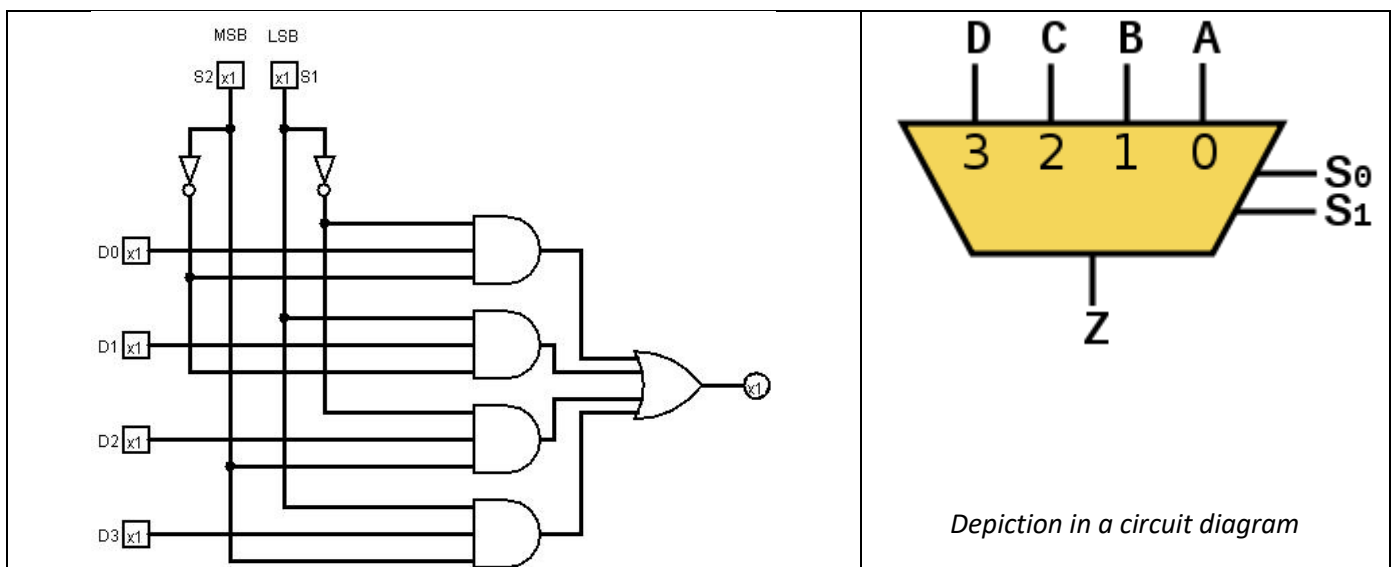 MSB LSB
S2 x1 x1 S1
D0 x1
D1 x1
x1
D2 x1
D3 x1
D C B A
3 2 1 0
S0
S1
Z
Depiction in a circuit diagram